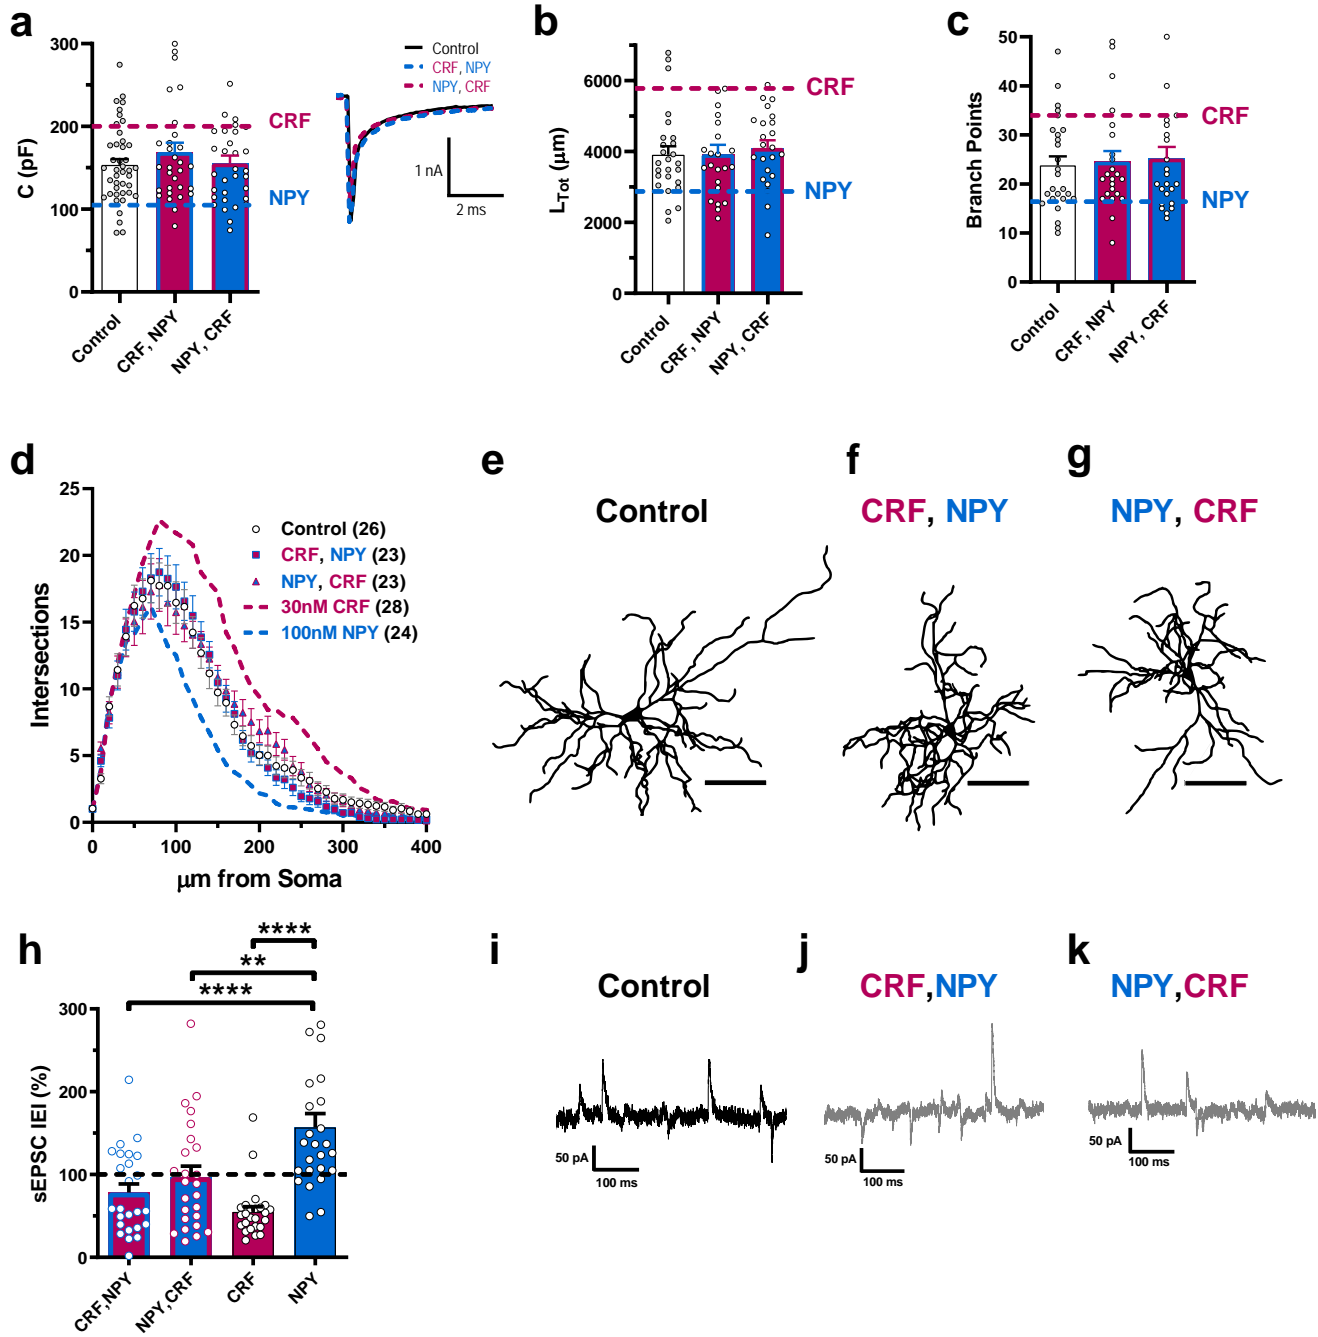 a
300
200
100
0
C (pF)
CRF
NPY
Control
CRF, NPY
NPY, CRF
Control
CRF, NPY
NPY, CRF
1 nA
2 ms
b
6000
4000
2000
0
LTot (μm)
CRF
NPY
Control
CRF, NPY
NPY, CRF
c
50
40
30
20
10
0
Branch Points
CRF
NPY
Control
CRF, NPY
NPY, CRF
d
25
20
15
10
5
0
Intersections
Control (26)
CRF, NPY (23)
NPY, CRF (23)
30nM CRF (28)
100nM NPY (24)
0 100 200 300 400
μm from Soma
e
Control
f
CRF, NPY
g
NPY, CRF
h
****
**
****
300
200
100
0
sEPSC IEI (%)
CRF,NPY
NPY,CRF
CRF
NPY
i
Control
50 pA
100 ms
j
CRF,NPY
50 pA
100 ms
k
NPY,CRF
50 pA
100 ms